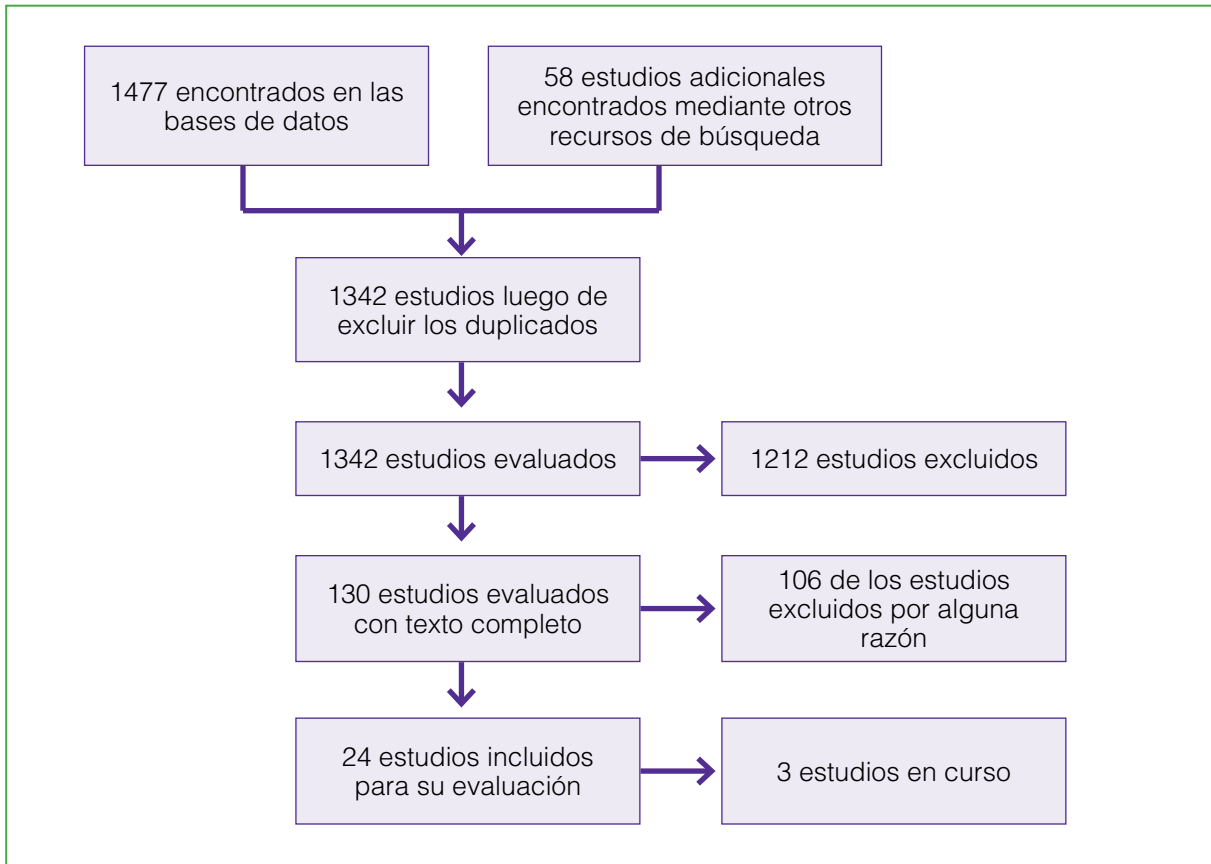 1477 encontrados en las
bases de datos
58 estudios adicionales
encontrados mediante otros
recursos de búsqueda
1342 estudios luego de
excluir los duplicados
1342 estudios evaluados
1212 estudios excluidos
130 estudios evaluados
con texto completo
106 de los estudios
excluidos por alguna
razón
24 estudios incluidos
para su evaluación
3 estudios en curso